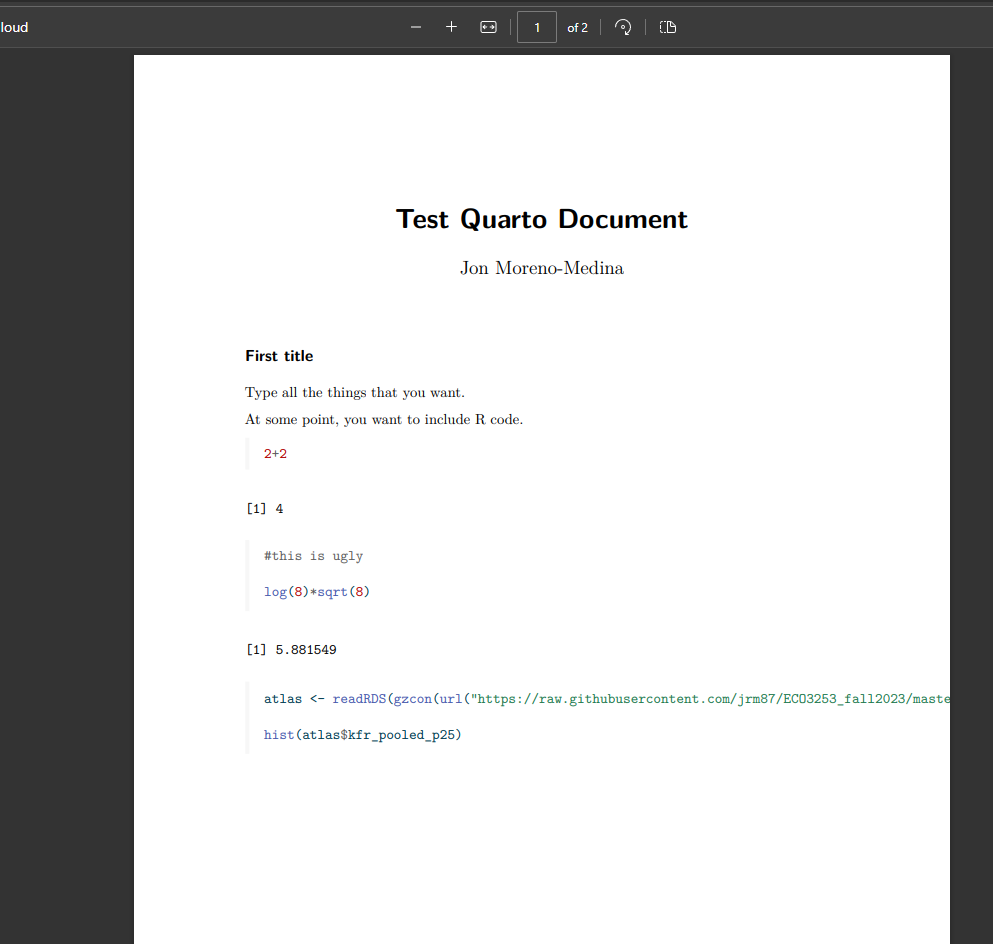 loud
1 of 2
Test Quarto Document
Jon Moreno-Medina
First title
Type all the things that you want.
At some point, you want to include R code.
2+2
[1] 4
#this is ugly
log(8)*sqrt(8)
[1] 5.881549
atlas <- readRDS(gzcon(url("https://raw.githubusercontent.com/jrm87/ECO3253_fall2023/maste
hist(atlas$kfr_pooled_p25)